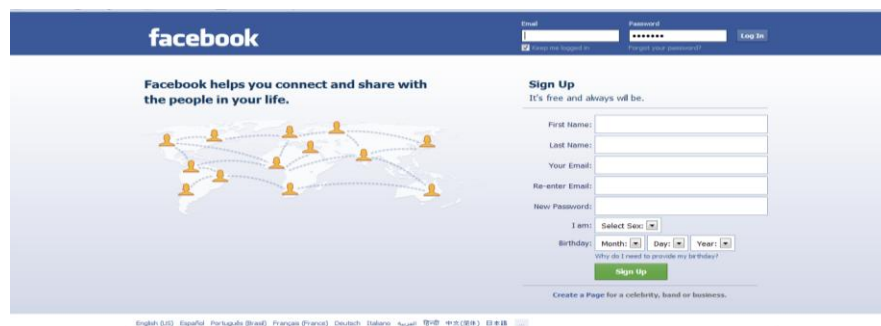 facebook
Email
Password
•••••••
Log In
Keep me logged in
Forgot your password?
Facebook helps you connect and share with
the people in your life.
Sign Up
It's free and always will be.
First Name:
Last Name:
Your Email:
Re-enter Email:
New Password:
I am: Select Sex:
Birthday: Month: Day: Year:
Why do I need to provide my birthday?
Sign Up
Create a Page for a celebrity, band or business.
English (US) Español Português (Brasil) Français (France) Deutsch Italiano العربية हिन्दी 中文(简体) 日本語